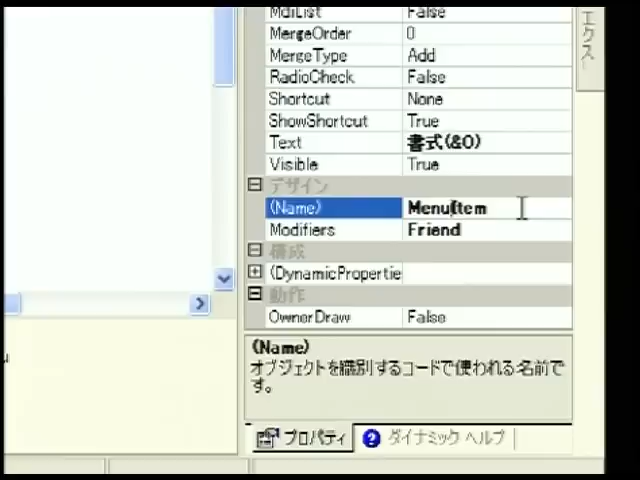 MdiList False
MergeOrder 0
MergeType Add
RadioCheck False
Shortcut None
ShowShortcut True
Text 書式(&O)
Visible True
デザイン
(Name) MenuItem
Modifiers Friend
構成
(DynamicPropertie
動作
OwnerDraw False
(Name)
オブジェクトを識別するコードで使われる名前で
す。
プロパティ ダイナミック ヘルプ
エクス